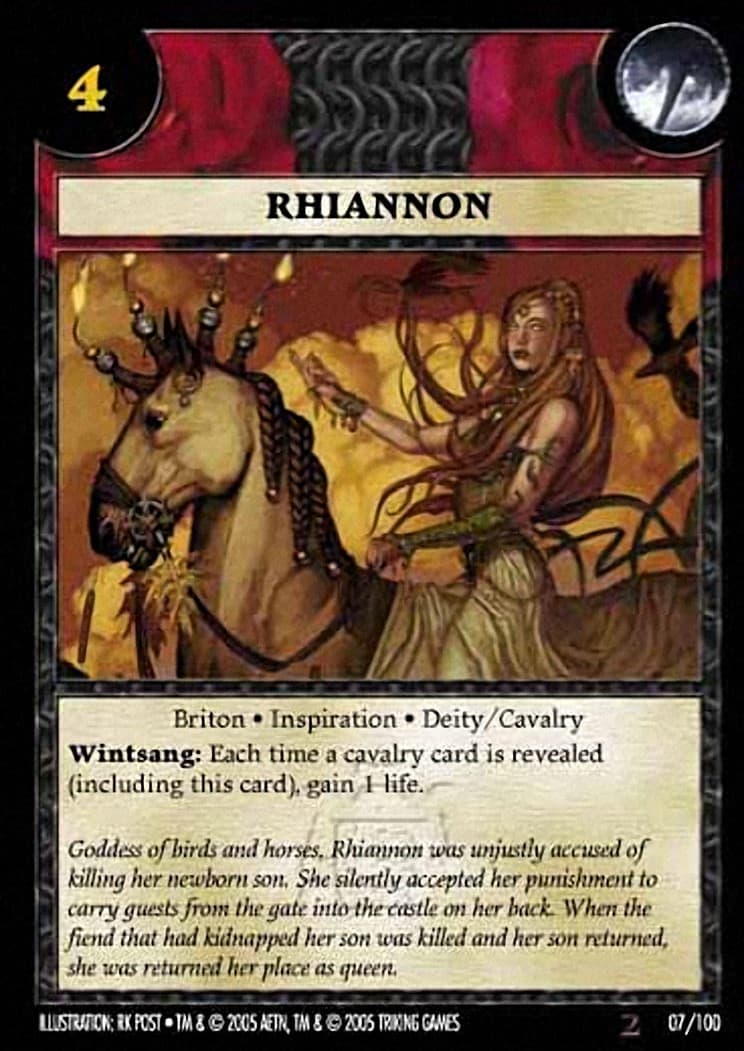 4
RHIANNON
Briton • Inspiration • Deity/Cavalry
Wintsang: Each time a cavalry card is revealed
(including this card), gain 1 life.
Goddess of birds and horses, Rhiannon was unjustly accused of
killing her newborn son. She silently accepted her punishment to
carry guests from the gate into the castle on her back. When the
fiend that had kidnapped her son was killed and her son returned,
she was returned her place as queen.
ILLUSTRATION: RK POST • TM & © 2005 AETN, TM & © 2005 TRIKING GAMES 2 07/100